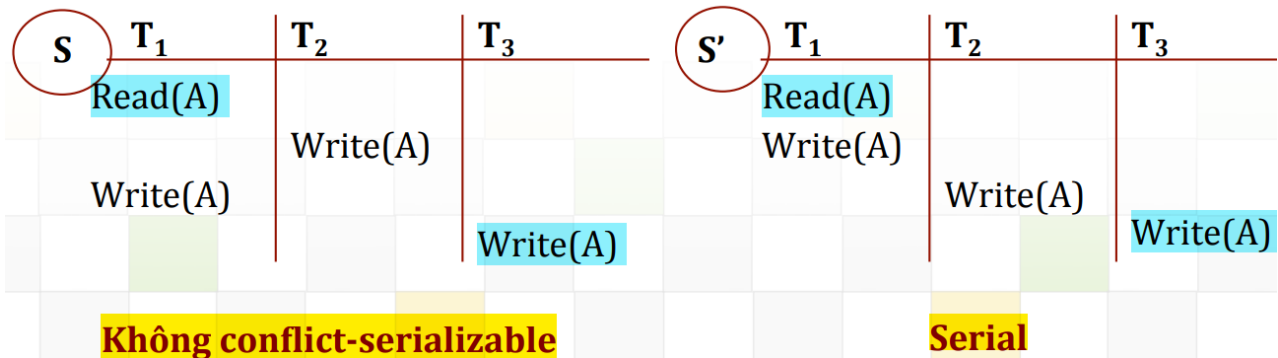 S T₁ T₂ T₃
Read(A)
Write(A)
Write(A)
Write(A)
Không conflict-serializable
S’ T₁ T₂ T₃
Read(A)
Write(A)
Write(A)
Write(A)
Serial